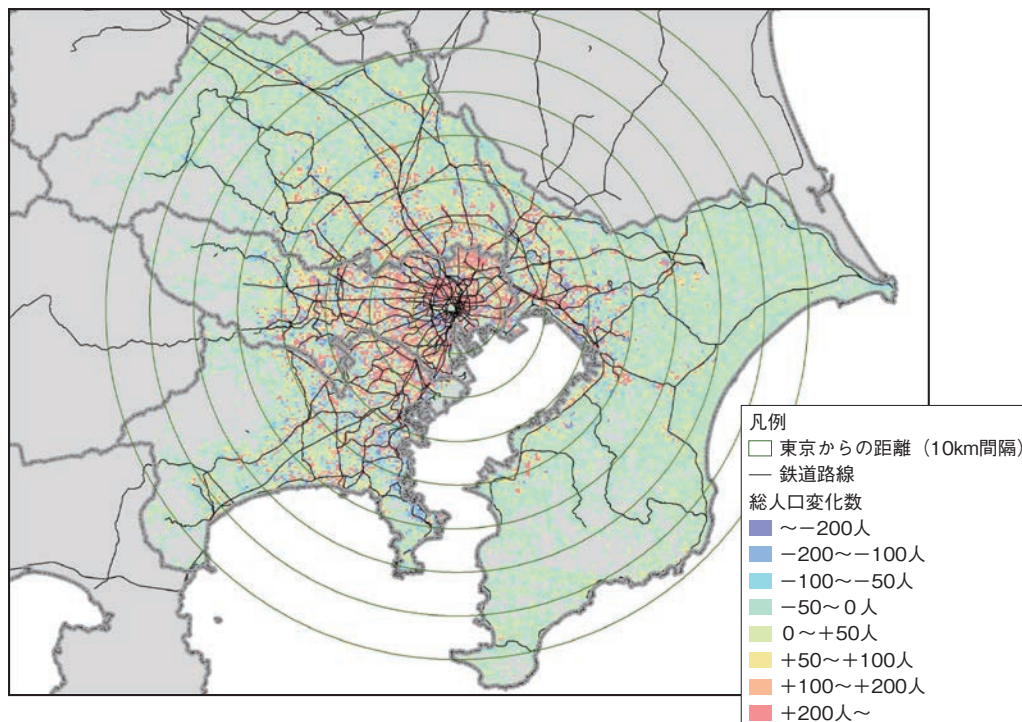 凡例
東京からの距離（10km間隔）
鉄道路線
総人口変化数
～－200人
－200～－100人
－100～－50人
－50～0人
0～＋50人
＋50～＋100人
＋100～＋200人
＋200人～